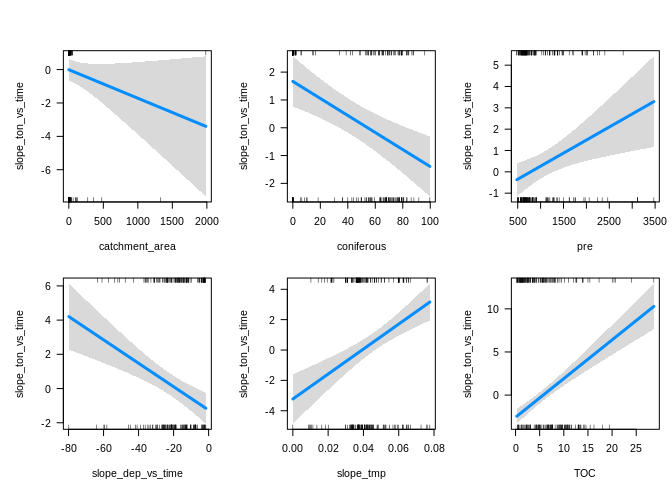 slope_ton_vs_time
0
-2
-4
-6
0 500 1000 1500 2000
catchment_area
slope_ton_vs_time
2
1
0
-1
-2
0 20 40 60 80 100
coniferous
slope_ton_vs_time
5
4
3
2
1
0
-1
500 1500 2500 3500
pre
slope_ton_vs_time
6
4
2
0
-2
-80 -60 -40 -20 0
slope_dep_vs_time
slope_ton_vs_time
4
2
0
-2
-4
0.00 0.02 0.04 0.06 0.08
slope_tmp
slope_ton_vs_time
10
5
0
0 5 10 15 20 25
TOC